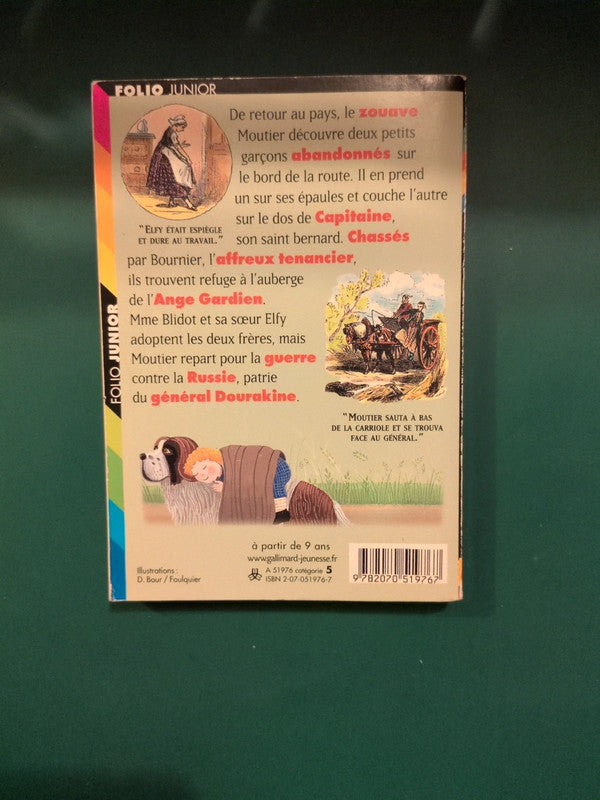 FOLIO JUNIOR
De retour au pays, le zouave
Moutier découvre deux petits
garçons abandonnés sur
le bord de la route. Il en prend
un sur ses épaules et couche l'autre
sur le dos de Capitaine,
son saint bernard. Chassés
par Bournier, l'affreux tenancier,
ils trouvent refuge à l'auberge
de l'Ange Gardien.
Mme Blidot et sa sœur Elfy
adoptent les deux frères, mais
Moutier repart pour la guerre
contre la Russie, patrie
du général Dourakine.
"ELFY ÉTAIT ESPIÈGLE
ET DURE AU TRAVAIL."
"MOUTIER SAUTA À BAS
DE LA CARRIOLE ET SE TROUVA
FACE AU GÉNÉRAL."
FOLIO JUNIOR
à partir de 9 ans
www.gallimard-jeunesse.fr
A 51976 catégorie 5
ISBN 2-07-051976-7
Illustrations :
D. Bour / Foulquier
9 782070 519767